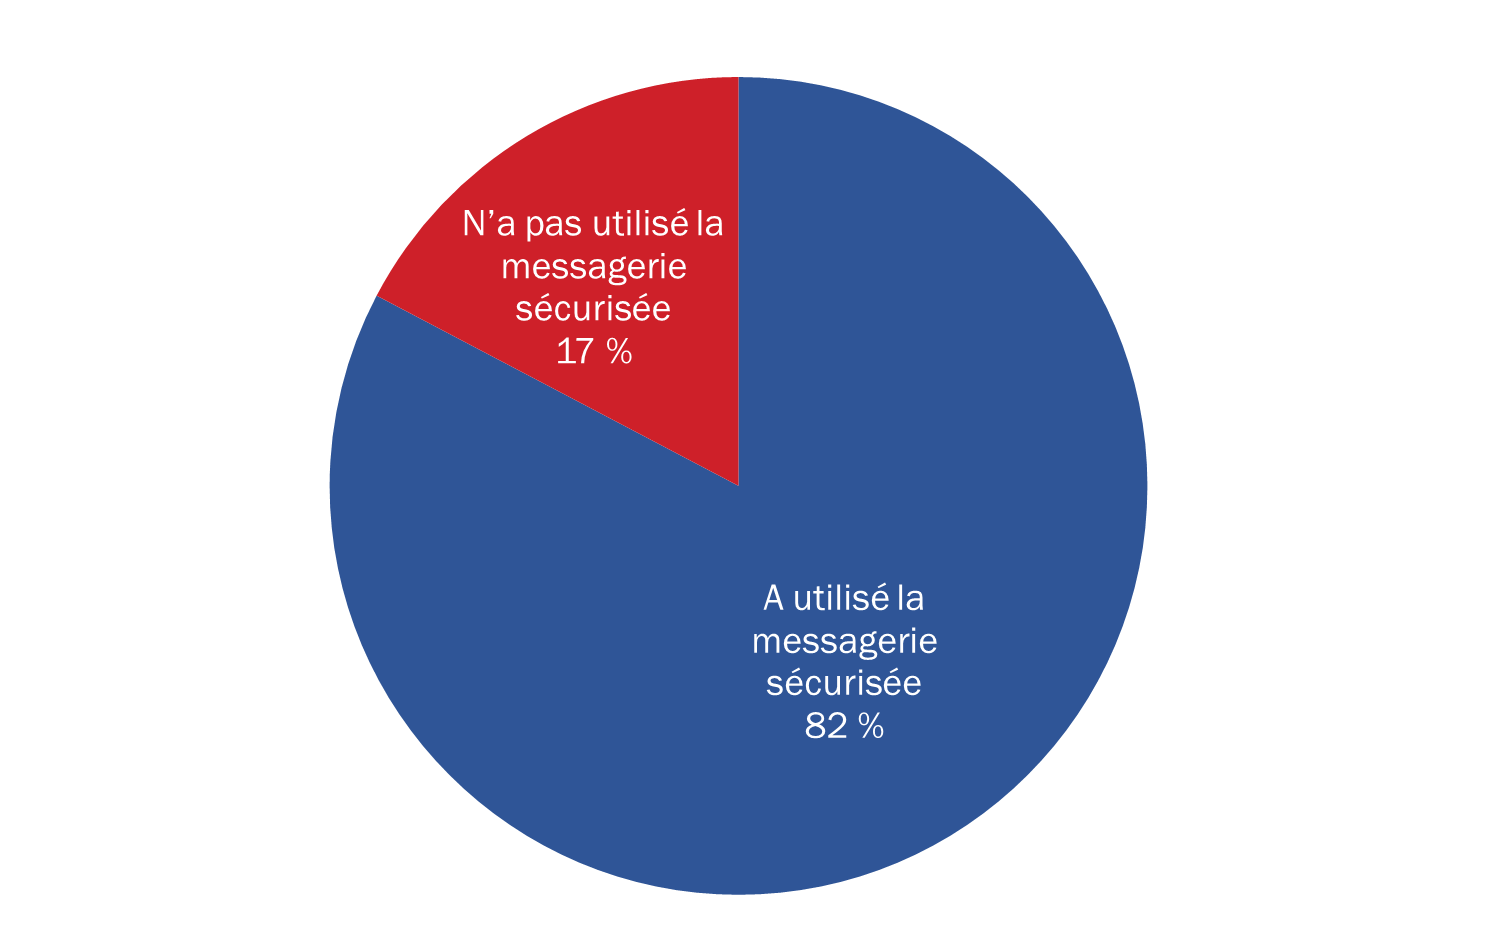 N’a pas utilisé la
messagerie
sécurisée
17 %
A utilisé la
messagerie
sécurisée
82 %